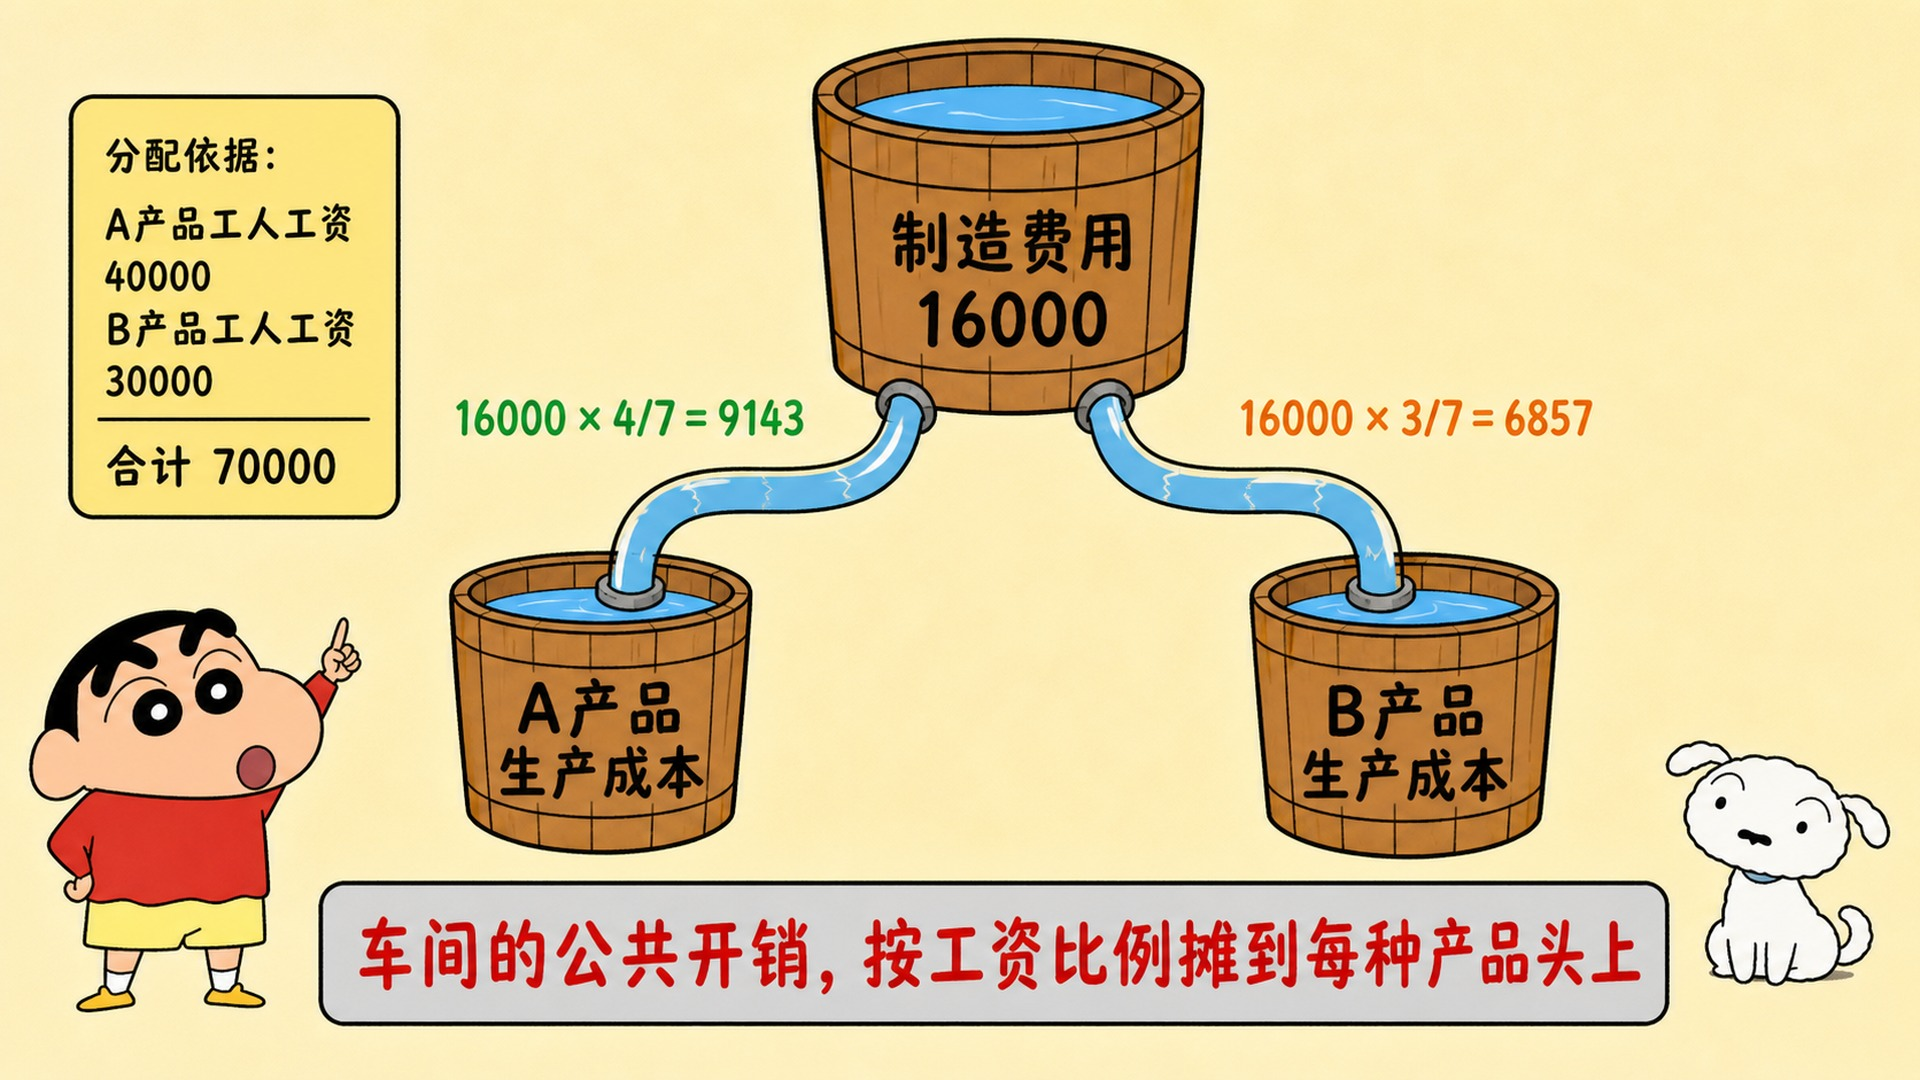 分配依据：
A产品工人工资
40000
B产品工人工资
30000
合计 70000
制造费用
16000
16000 × 4/7 = 9143
16000 × 3/7 = 6857
A产品
生产成本
B产品
生产成本
车间的公共开销，按工资比例摊到每种产品头上